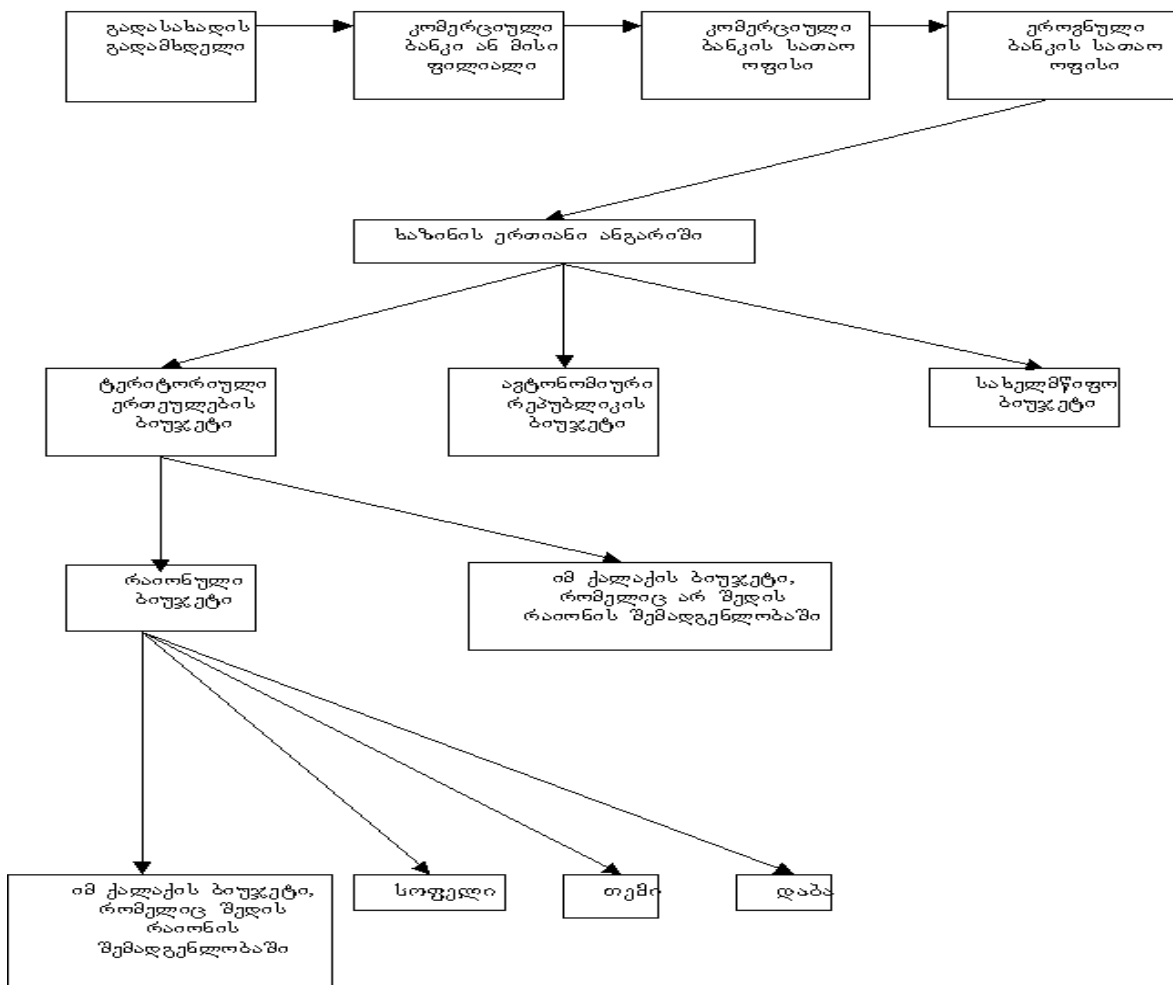 გადასახადის
გადამხდელი
კომერციული
ბანკი ან მისი
ფილიალი
კომერციული
ბანკის სათაო
ოფისი
ეროვნული
ბანკის სათაო
ოფისი
ხაზინის ერთიანი ანგარიში
ტერიტორიული
ერთეულების
ბიუჯეტი
ავტონომიური
რეპუბლიკის
ბიუჯეტი
სახელმწიფო
ბიუჯეტი
რაიონული
ბიუჯეტი
იმ ქალაქის ბიუჯეტი,
რომელიც არ შედის
რაიონის შემადგენლობაში
იმ ქალაქის ბიუჯეტი,
რომელიც შედის
რაიონის
შემადგენლობაში
სოფელი
თემი
დაბა